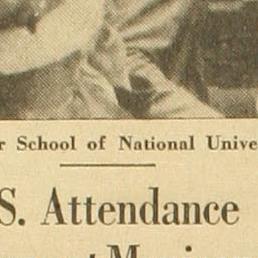 r School of National Unive
S. Attendance